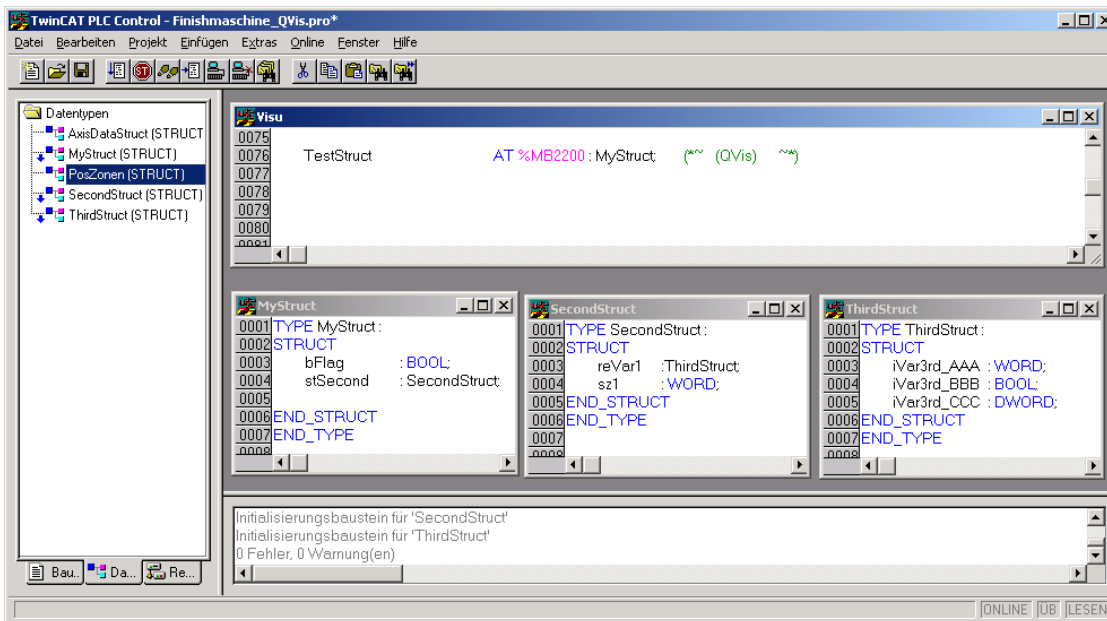 TwinCAT PLC Control - Finishmaschine_QVis.pro*
Datei Bearbeiten Projekt Einfügen Extras Online Fenster Hilfe
Datentypen
AxisDataStruct (STRUCT
MyStruct (STRUCT)
PosZonen (STRUCT)
SecondStruct (STRUCT)
ThirdStruct (STRUCT)
Bau.. Da... Re...
Visu
0075
0076 TestStruct AT %MB2200 : MyStruct; (*~ (QVis) ~*)
0077
0078
0079
0080
0081
MyStruct
0001 TYPE MyStruct :
0002 STRUCT
0003 bFlag : BOOL;
0004 stSecond : SecondStruct;
0005
0006 END_STRUCT
0007 END_TYPE
0008
SecondStruct
0001 TYPE SecondStruct :
0002 STRUCT
0003 reVar1 :ThirdStruct;
0004 sz1 : WORD;
0005 END_STRUCT
0006 END_TYPE
0007
0008
ThirdStruct
0001 TYPE ThirdStruct :
0002 STRUCT
0003 iVar3rd_AAA : WORD;
0004 iVar3rd_BBB : BOOL;
0005 iVar3rd_CCC : DWORD;
0006 END_STRUCT
0007 END_TYPE
0008
Initialisierungsbaustein für 'SecondStruct'
Initialisierungsbaustein für 'ThirdStruct'
0 Fehler, 0 Warnung(en)
ONLINE ÜB LESEN